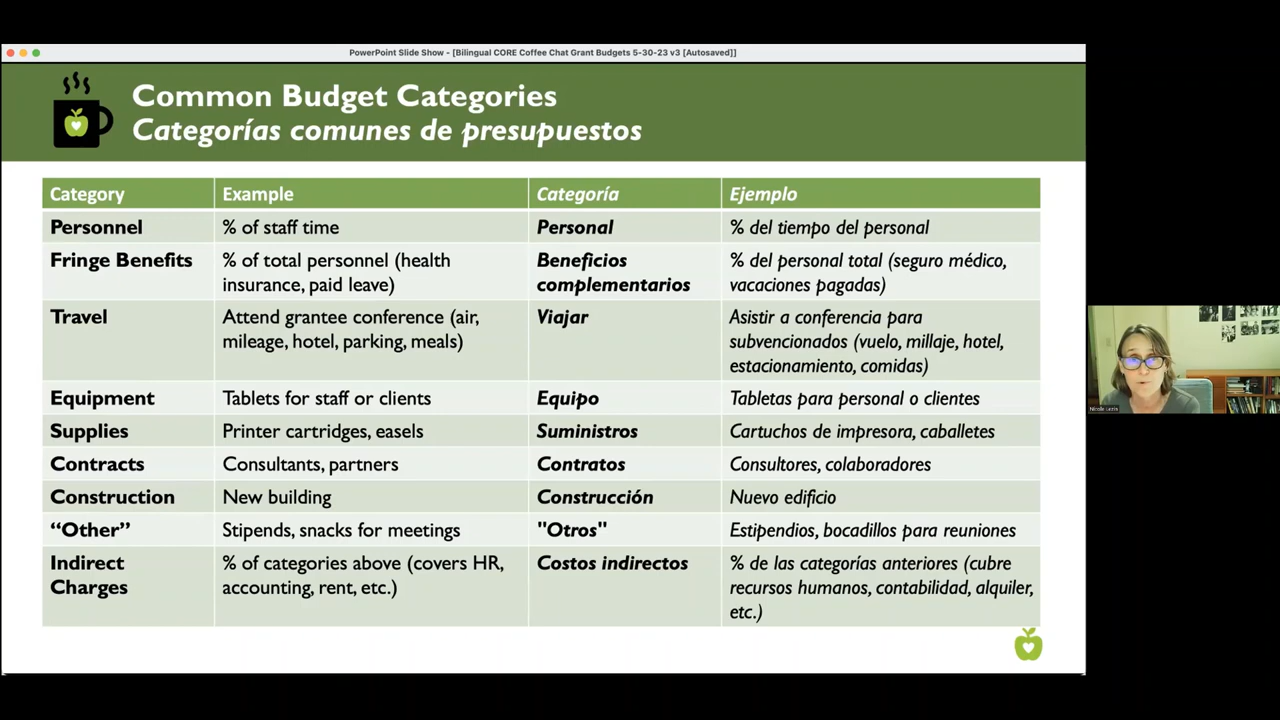 PowerPoint Slide Show - [Bilingual CORE Coffee Chat Grant Budgets 5-30-23 v3 [Autosaved]]
Common Budget Categories
Categorías comunes de presupuestos
Category
Example
Categoría
Ejemplo
Personnel
% of staff time
Personal
% del tiempo del personal
Fringe Benefits
% of total personnel (health
insurance, paid leave)
Beneficios
complementarios
% del personal total (seguro médico,
vacaciones pagadas)
Travel
Attend grantee conference (air,
mileage, hotel, parking, meals)
Viajar
Asistir a conferencia para
subvencionados (vuelo, millaje, hotel,
estacionamiento, comidas)
Equipment
Tablets for staff or clients
Equipo
Tabletas para personal o clientes
Supplies
Printer cartridges, easels
Suministros
Cartuchos de impresora, caballetes
Contracts
Consultants, partners
Contratos
Consultores, colaboradores
Construction
New building
Construcción
Nuevo edificio
“Other”
Stipends, snacks for meetings
"Otros"
Estipendios, bocadillos para reuniones
Indirect
Charges
% of categories above (covers HR,
accounting, rent, etc.)
Costos indirectos
% de las categorías anteriores (cubre
recursos humanos, contabilidad, alquiler,
etc.)
Nicole Lezin